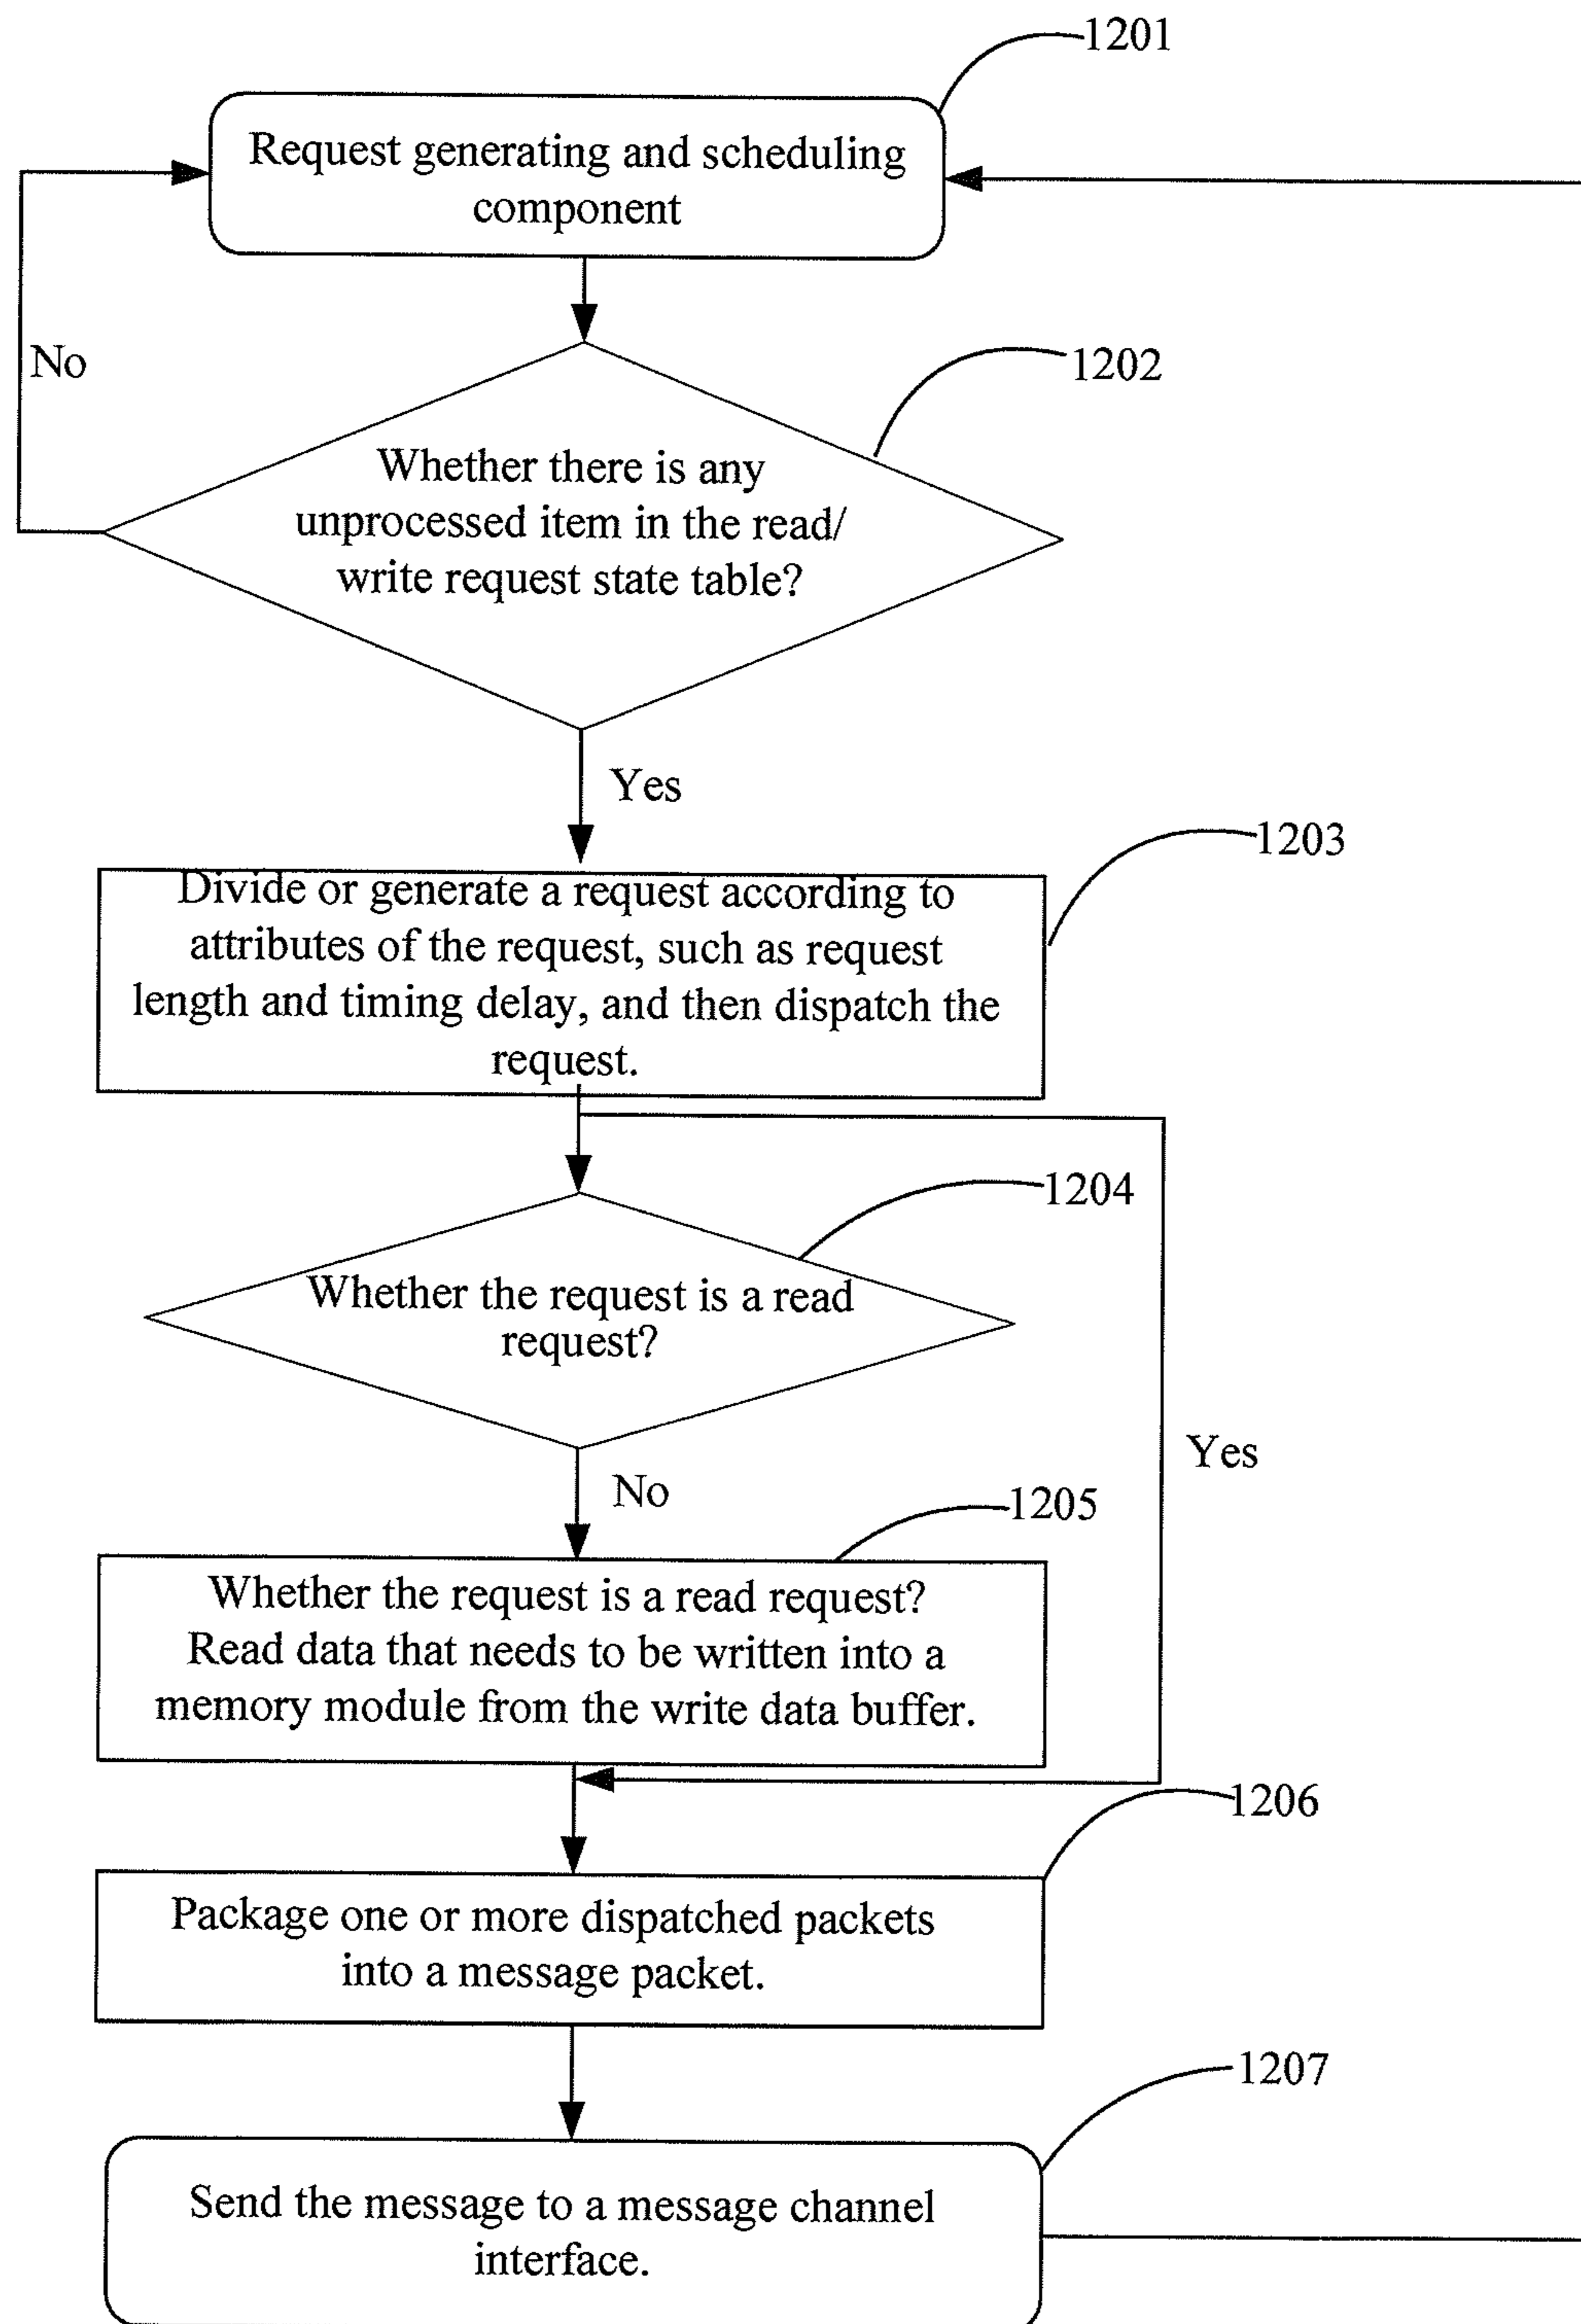 1201
Request generating and scheduling
component
No
1202
Whether there is any
unprocessed item in the read/
write request state table?
Yes
1203
Divide or generate a request according to
attributes of the request, such as request
length and timing delay, and then dispatch the
request.
1204
Whether the request is a read
request?
Yes
No
1205
Whether the request is a read request?
Read data that needs to be written into a
memory module from the write data buffer.
1206
Package one or more dispatched packets
into a message packet.
1207
Send the message to a message channel
interface.